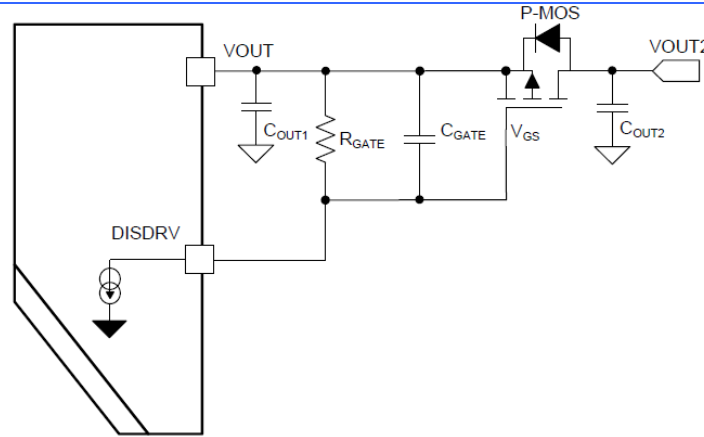 P-MOS
VOUT
VOUT2
COUT1
RGATE
CGATE
VGS
COUT2
DISDRV